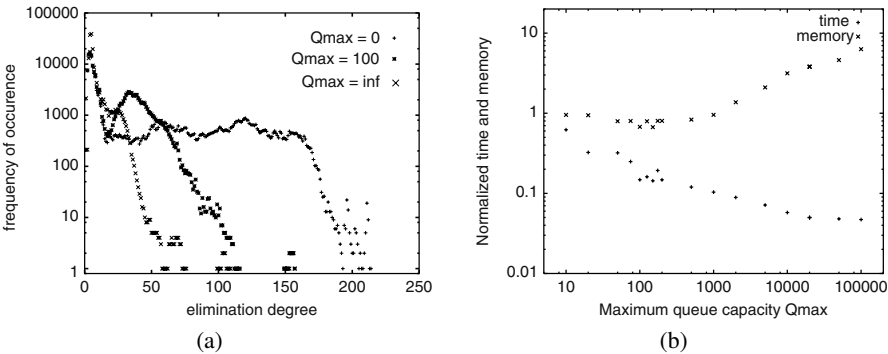 100000
10000
1000
100
10
1
0
50
100
150
200
250
frequency of occurence
elimination degree
Qmax = 0
Qmax = 100
Qmax = inf
(a)
10
1
0.1
0.01
10
100
1000
10000
100000
Normalized time and memory
Maximum queue capacity Qmax
time
memory
(b)